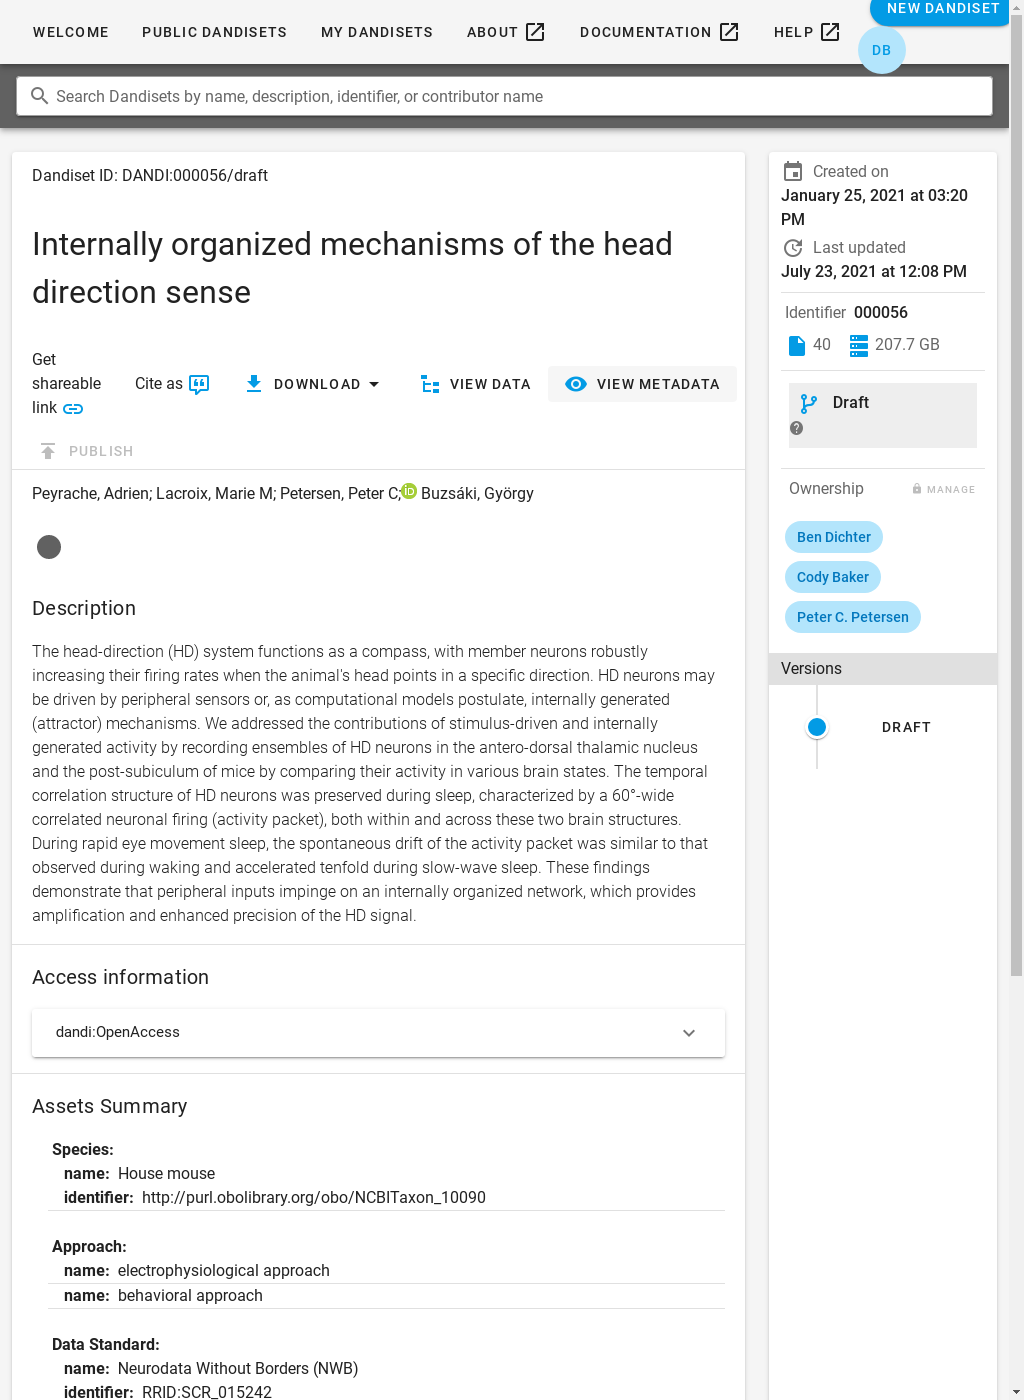 WELCOME PUBLIC DANDISETS MY DANDISETS ABOUT DOCUMENTATION HELP NEW DANDISET
DB
Search Dandisets by name, description, identifier, or contributor name
Dandiset ID: DANDI:000056/draft
Internally organized mechanisms of the head
direction sense
Get
shareable
link
Cite as
DOWNLOAD
VIEW DATA
VIEW METADATA
PUBLISH
Peyrache, Adrien; Lacroix, Marie M; Petersen, Peter C; iD Buzsáki, György
Description
The head-direction (HD) system functions as a compass, with member neurons robustly
increasing their firing rates when the animal's head points in a specific direction. HD neurons may
be driven by peripheral sensors or, as computational models postulate, internally generated
(attractor) mechanisms. We addressed the contributions of stimulus-driven and internally
generated activity by recording ensembles of HD neurons in the antero-dorsal thalamic nucleus
and the post-subiculum of mice by comparing their activity in various brain states. The temporal
correlation structure of HD neurons was preserved during sleep, characterized by a 60°-wide
correlated neuronal firing (activity packet), both within and across these two brain structures.
During rapid eye movement sleep, the spontaneous drift of the activity packet was similar to that
observed during waking and accelerated tenfold during slow-wave sleep. These findings
demonstrate that peripheral inputs impinge on an internally organized network, which provides
amplification and enhanced precision of the HD signal.
Access information
dandi:OpenAccess
Assets Summary
Species:
name: House mouse
identifier: http://purl.obolibrary.org/obo/NCBITaxon_10090
Approach:
name: electrophysiological approach
name: behavioral approach
Data Standard:
name: Neurodata Without Borders (NWB)
identifier: RRID:SCR_015242
Created on
January 25, 2021 at 03:20
PM
Last updated
July 23, 2021 at 12:08 PM
Identifier 000056
40 207.7 GB
Draft
?
Ownership MANAGE
Ben Dichter
Cody Baker
Peter C. Petersen
Versions
DRAFT